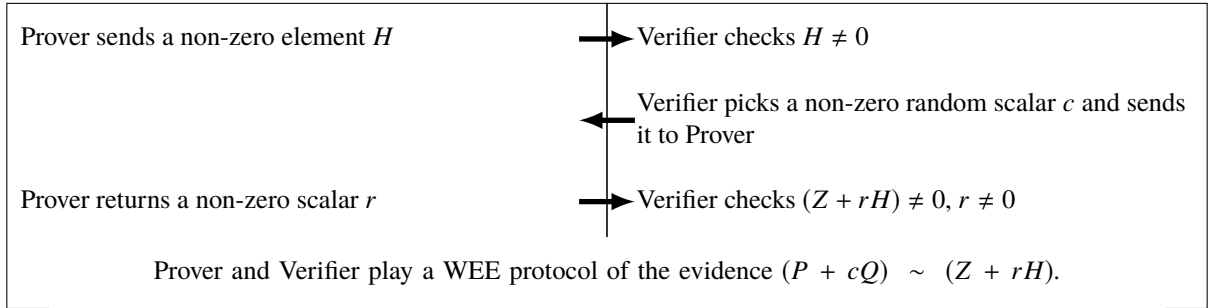 Prover sends a non-zero element H
Verifier checks H ≠ 0
Verifier picks a non-zero random scalar c and sends
it to Prover
Prover returns a non-zero scalar r
Verifier checks (Z + rH) ≠ 0, r ≠ 0
Prover and Verifier play a WEE protocol of the evidence (P + cQ) ∼ (Z + rH).